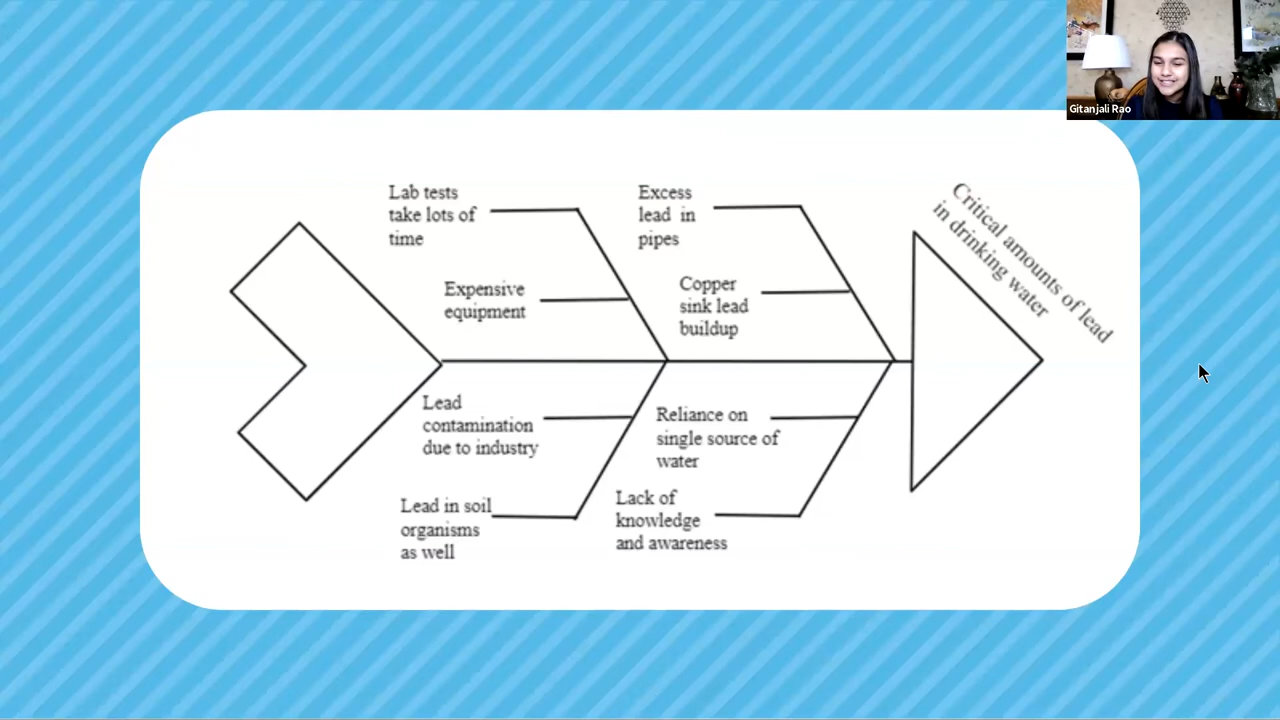 Gitanjali Rao
Lab tests
take lots of
time
Expensive
equipment
Excess
lead in
pipes
Copper
sink lead
buildup
Critical amounts of lead
in drinking water
Lead
contamination
due to industry
Lead in soil
organisms
as well
Reliance on
single source of
water
Lack of
knowledge
and awareness